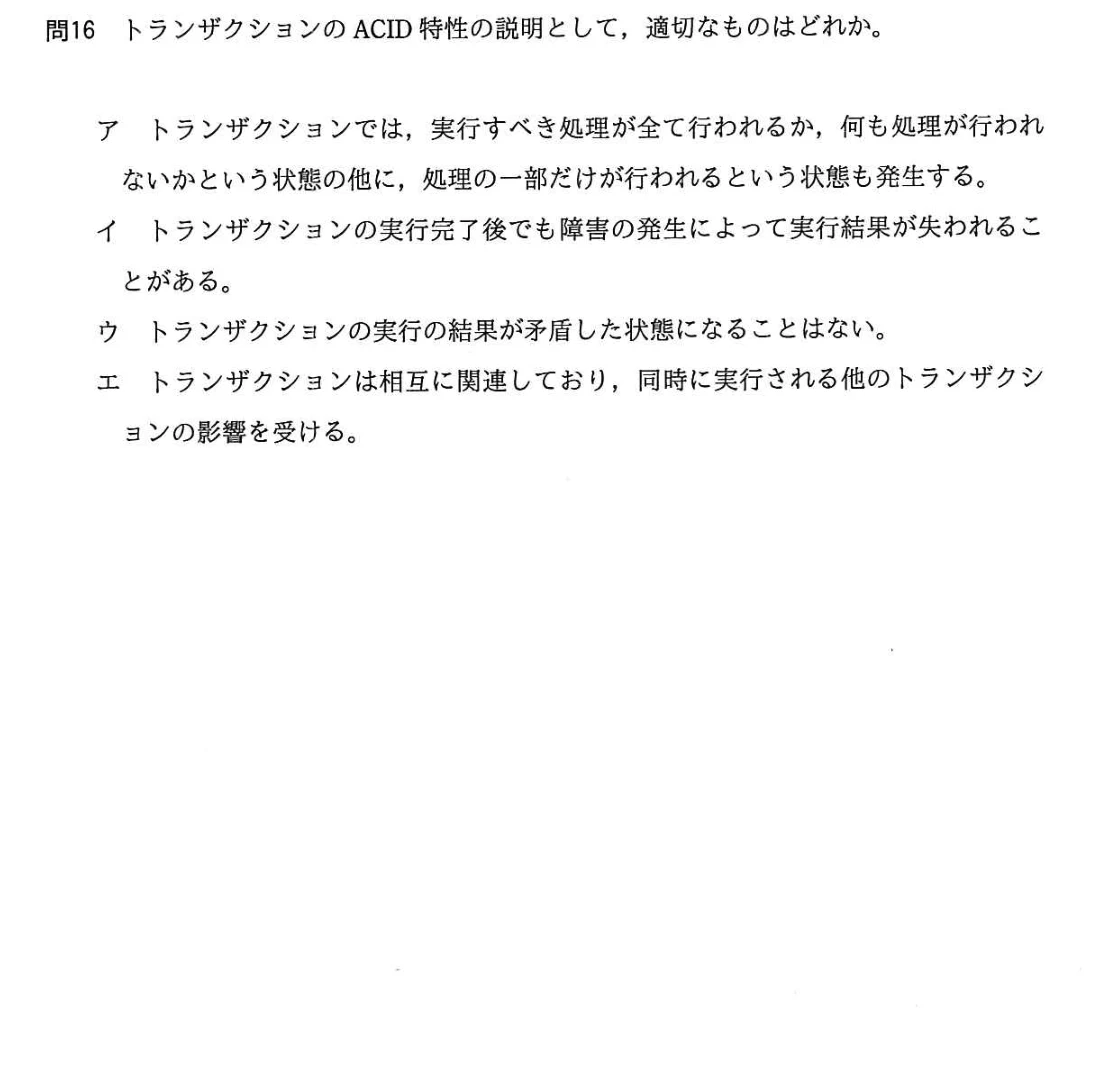 問16 トランザクションの ACID 特性の説明として，適切なものはどれか。
ア トランザクションでは，実行すべき処理が全て行われるか，何も処理が行われ
ないかという状態の他に，処理の一部だけが行われるという状態も発生する。
イ トランザクションの実行完了後でも障害の発生によって実行結果が失われるこ
とがある。
ウ トランザクションの実行の結果が矛盾した状態になることはない。
エ トランザクションは相互に関連しており，同時に実行される他のトランザクシ
ョンの影響を受ける。